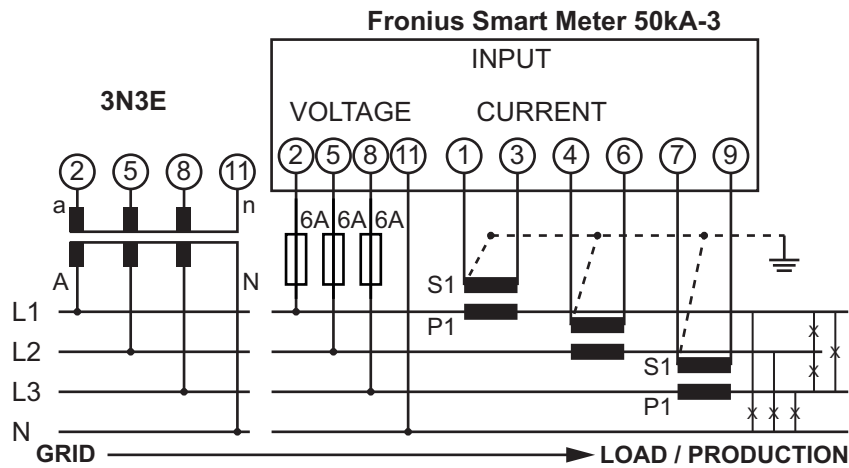 Fronius Smart Meter 50kA-3
INPUT
3N3E
VOLTAGE CURRENT
2 5 8 11
2 5 8 11 1 3 4 6 7 9
a n
6A 6A 6A
A N
S1
L1
P1
L2
S1
L3
P1
N
x x x x x x
GRID LOAD / PRODUCTION